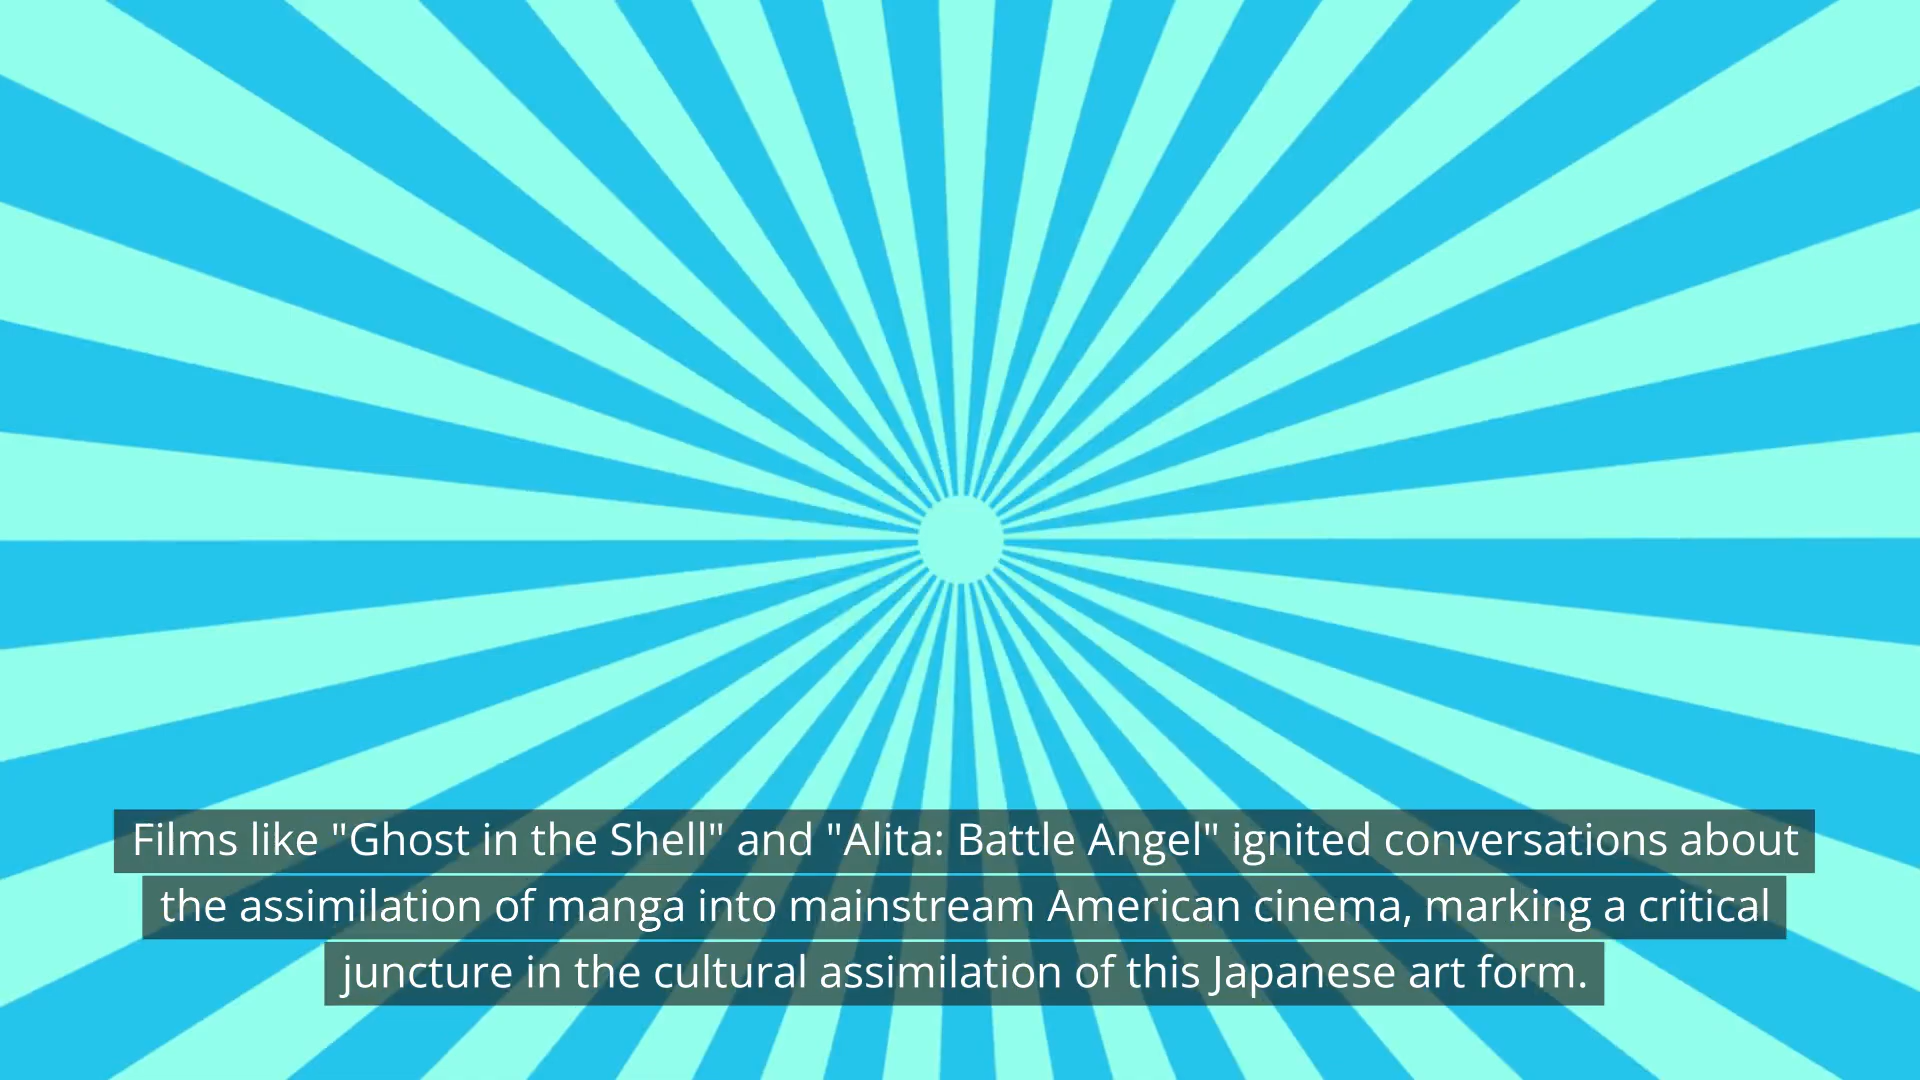 Films like "Ghost in the Shell" and "Alita: Battle Angel" ignited conversations about
the assimilation of manga into mainstream American cinema, marking a critical
juncture in the cultural assimilation of this Japanese art form.